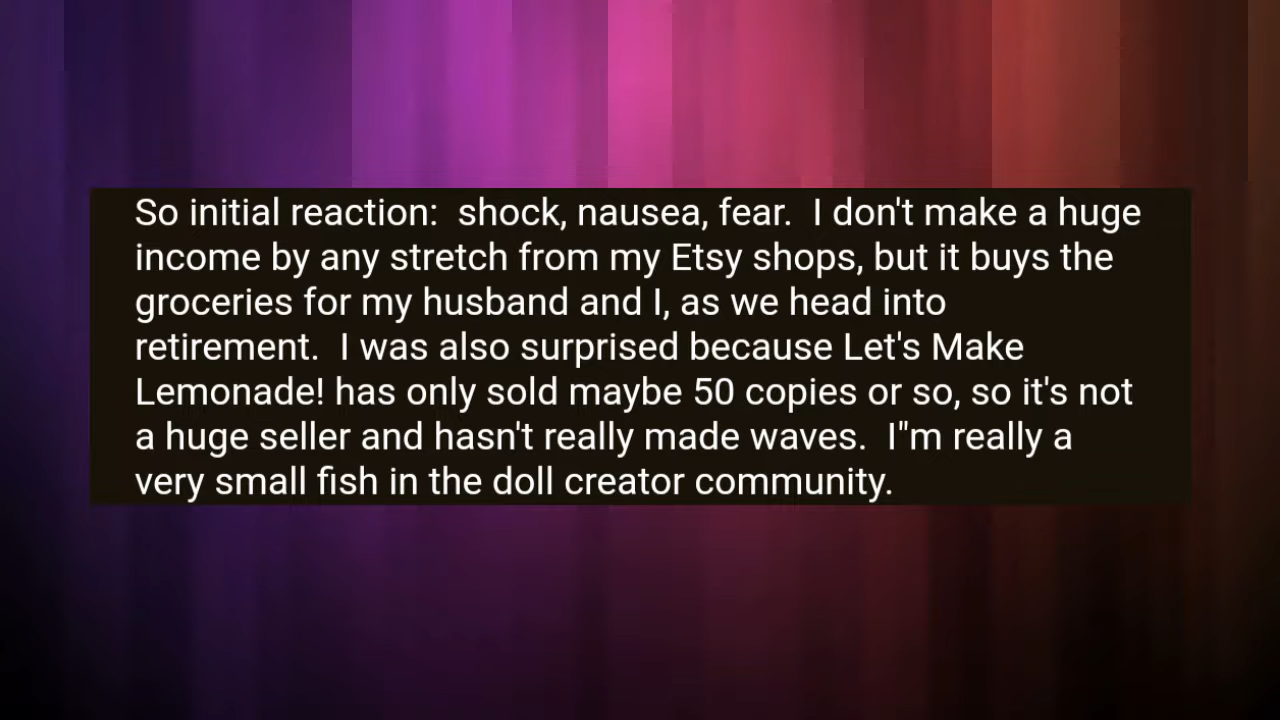 So initial reaction:  shock, nausea, fear.  I don't make a huge
income by any stretch from my Etsy shops, but it buys the
groceries for my husband and I, as we head into
retirement.  I was also surprised because Let's Make
Lemonade! has only sold maybe 50 copies or so, so it's not
a huge seller and hasn't really made waves.  I"m really a
very small fish in the doll creator community.